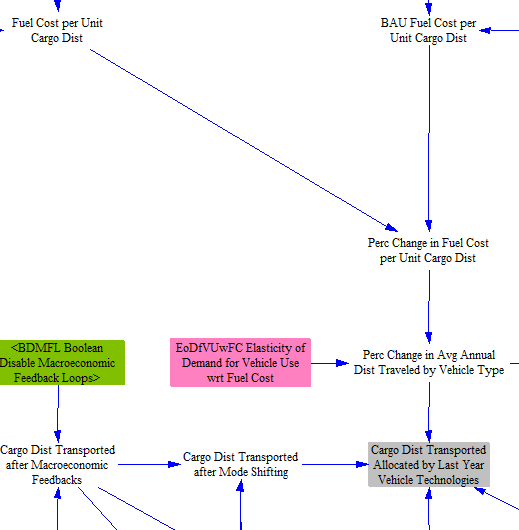 Fuel Cost per Unit
Cargo Dist
BAU Fuel Cost per
Unit Cargo Dist
Perc Change in Fuel Cost
per Unit Cargo Dist
<BDMFL Boolean
Disable Macroeconomic
Feedback Loops>
EoDfVUwFC Elasticity of
Demand for Vehicle Use
wrt Fuel Cost
Perc Change in Avg Annual
Dist Traveled by Vehicle Type
Cargo Dist Transported
after Macroeconomic
Feedbacks
Cargo Dist Transported
after Mode Shifting
Cargo Dist Transported
Allocated by Last Year
Vehicle Technologies